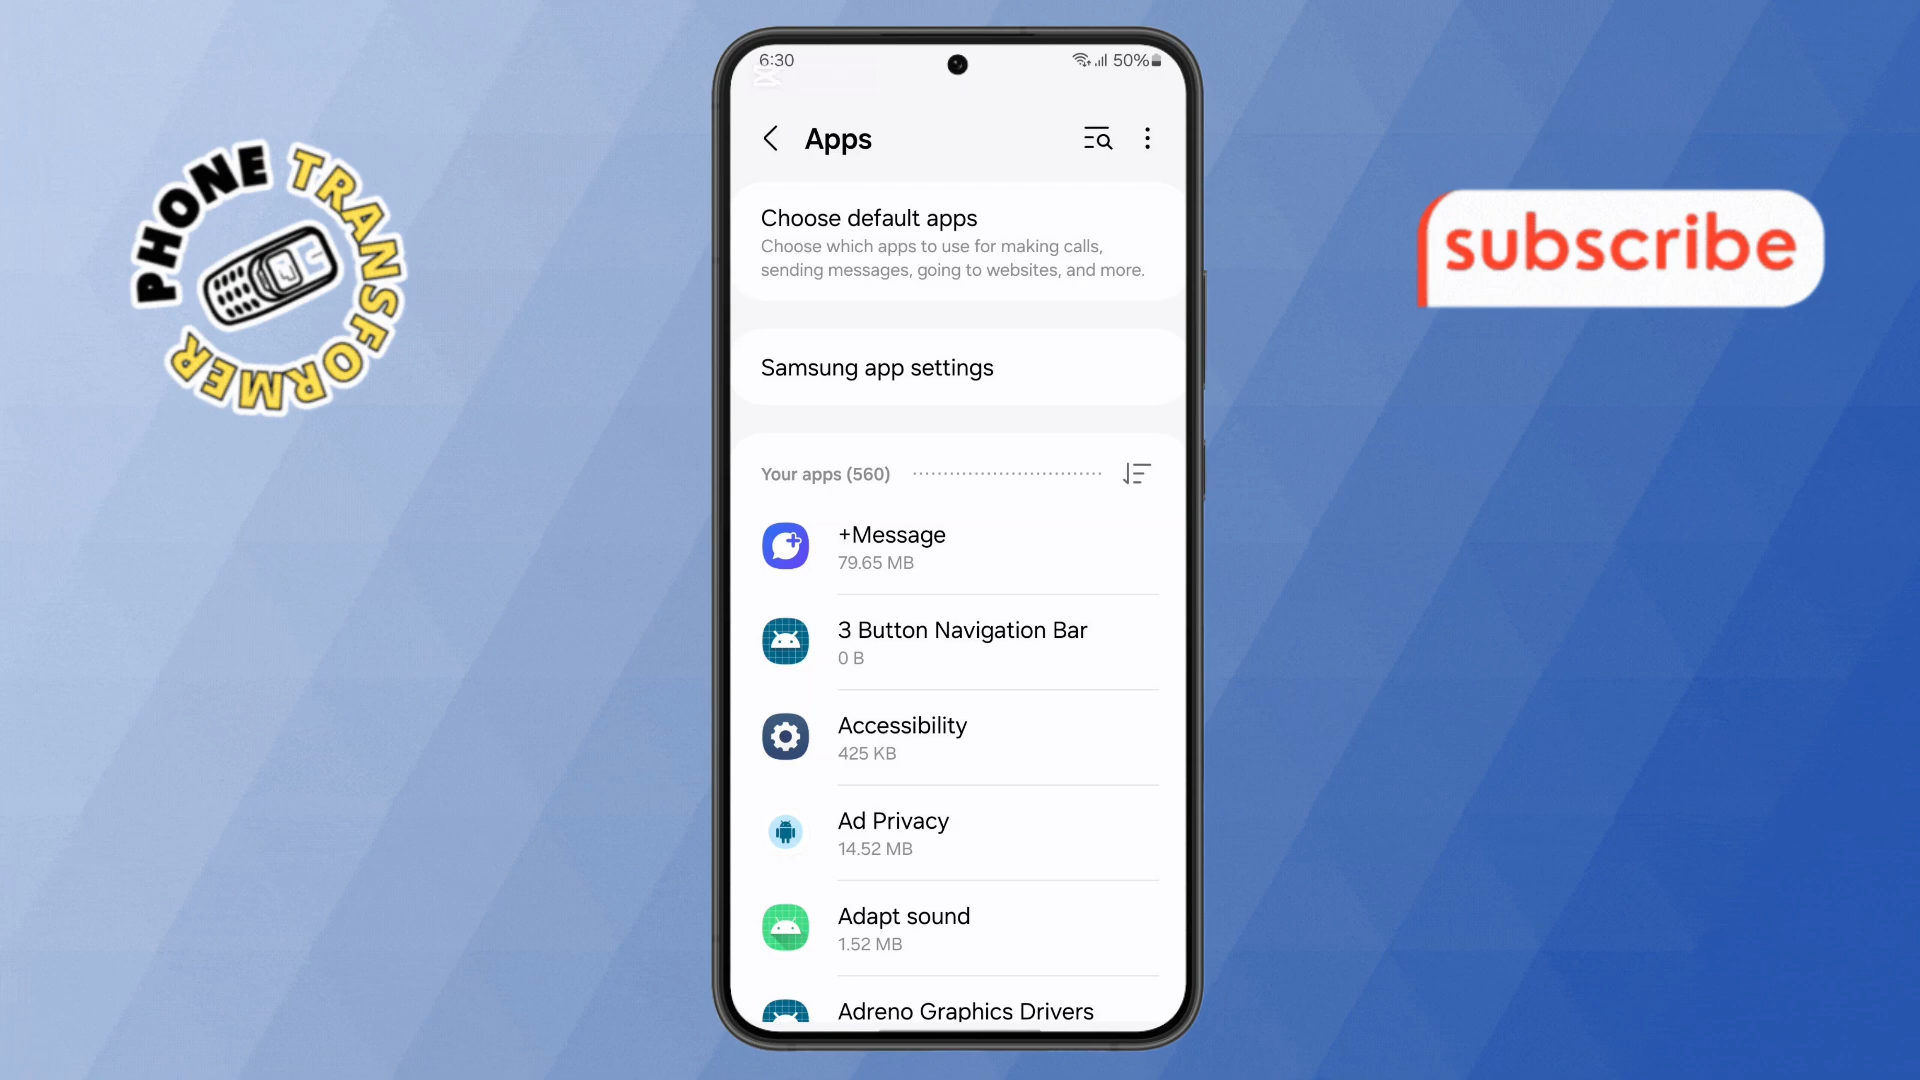 PHONE TRANSFORMER
subscribe
6:30
50%
Apps
Choose default apps
Choose which apps to use for making calls,
sending messages, going to websites, and more.
Samsung app settings
Your apps (560)
+Message
79.65 MB
3 Button Navigation Bar
0 B
Accessibility
425 KB
Ad Privacy
14.52 MB
Adapt sound
1.52 MB
Adreno Graphics Drivers